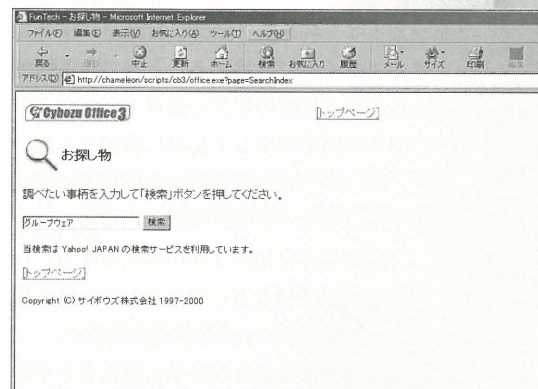 FunTech - お探し物 - Microsoft Internet Explorer
ファイル(F) 編集(E) 表示(V) お気に入り(A) ツール(T) ヘルプ(H)
戻る 進む 中止 更新 ホーム 検索 お気に入り 履歴 メール サイズ 印刷 編集
アドレス(D) http://chameleon/scripts/cb3/office.exe?page=SearchIndex
Cybozu Office 3 [トップページ]
お探し物
調べたい事柄を入力して「検索」ボタンを押してください。
グループウェア 検索
当検索は Yahoo! JAPAN の検索サービスを利用しています。
[トップページ]
Copyright (C) サイボウズ株式会社 1997-2000